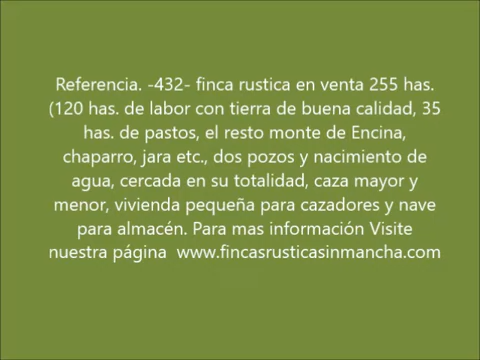 Referencia. -432- finca rustica en venta 255 has.
(120 has. de labor con tierra de buena calidad, 35
has. de pastos, el resto monte de Encina,
chaparro, jara etc., dos pozos y nacimiento de
agua, cercada en su totalidad, caza mayor y
menor, vivienda pequeña para cazadores y nave
para almacén. Para mas información Visite
nuestra página  www.fincasrusticasinmancha.com